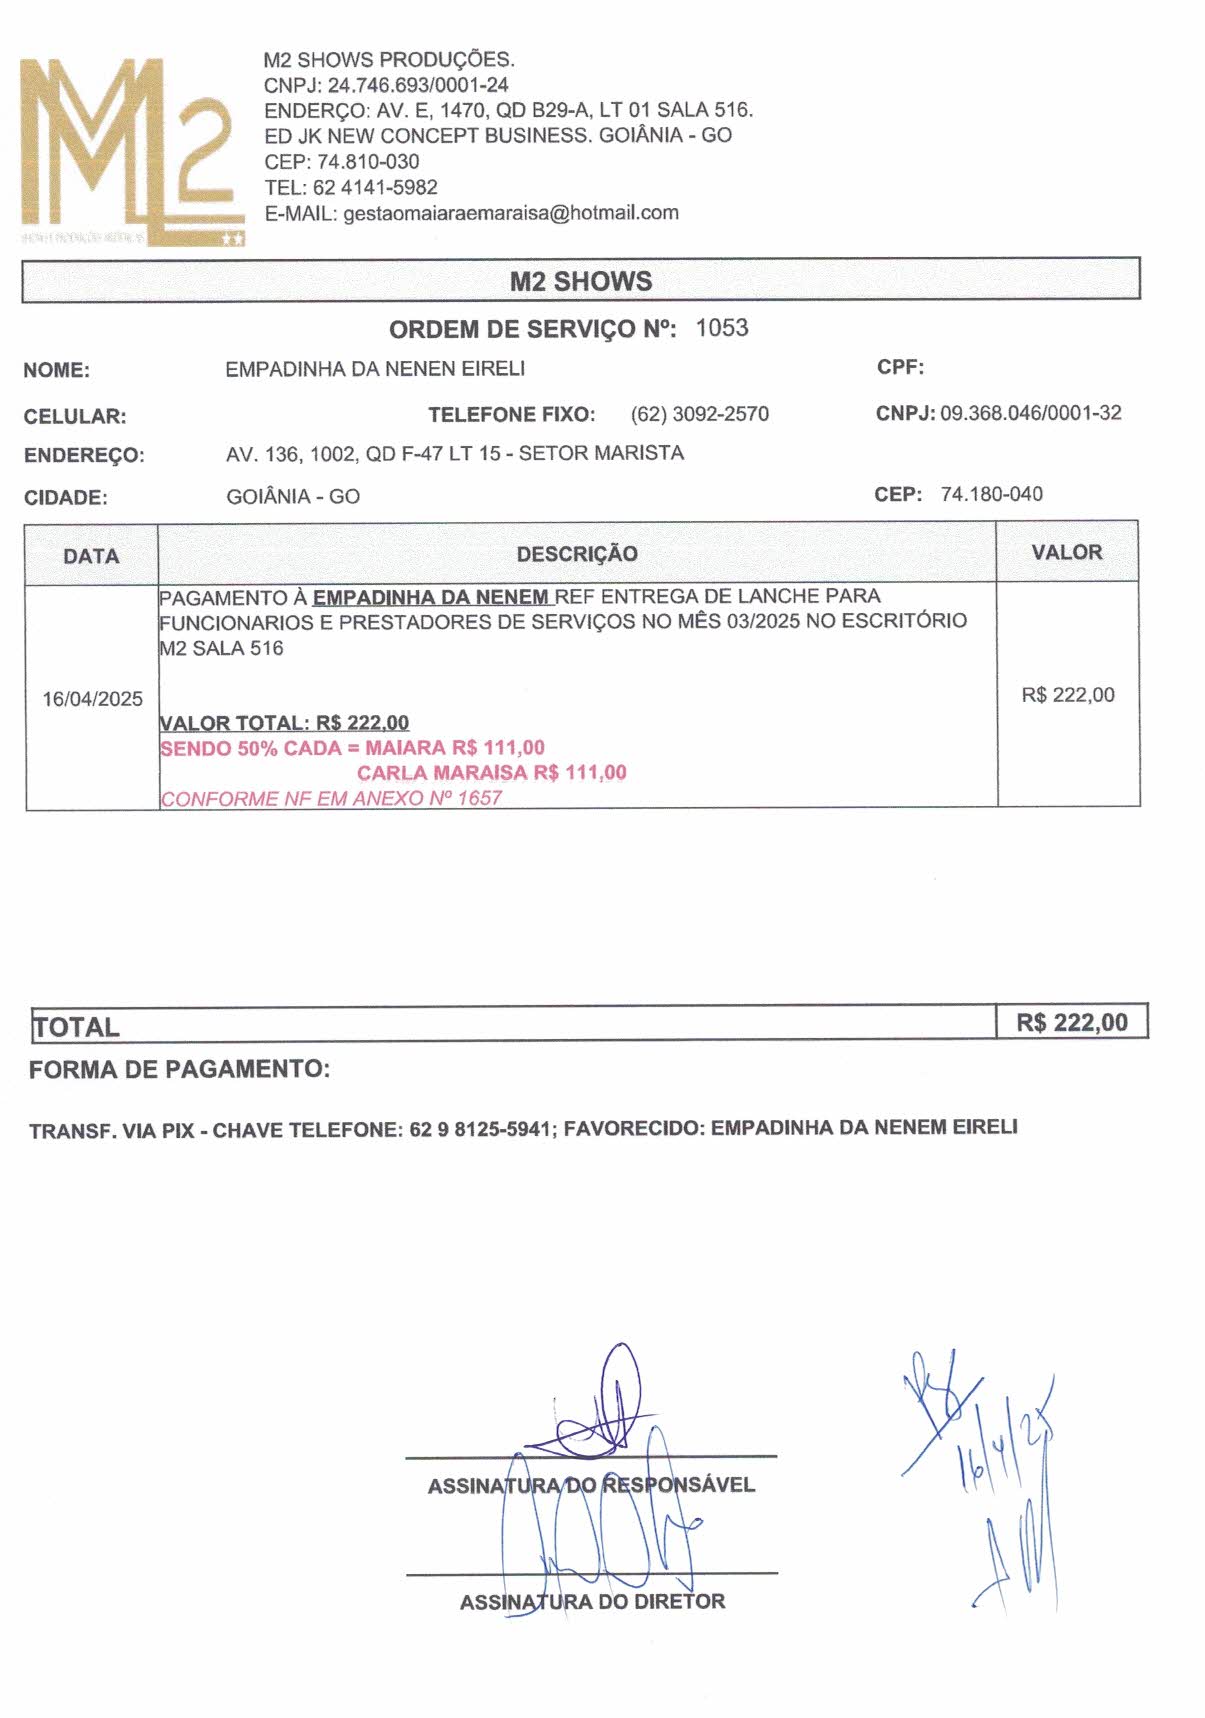 M2
M2 SHOWS PRODUÇÕES.
CNPJ: 24.746.693/0001-24
ENDERÇO: AV. E, 1470, QD B29-A, LT 01 SALA 516.
ED JK NEW CONCEPT BUSINESS. GOIÂNIA - GO
CEP: 74.810-030
TEL: 62 4141-5982
E-MAIL: gestaomaiaraemaraisa@hotmail.com
M2 SHOWS
ORDEM DE SERVIÇO Nº: 1053
NOME: EMPADINHA DA NENEN EIRELI CPF:
CELULAR: TELEFONE FIXO: (62) 3092-2570 CNPJ: 09.368.046/0001-32
ENDEREÇO: AV. 136, 1002, QD F-47 LT 15 - SETOR MARISTA
CIDADE: GOIÂNIA - GO CEP: 74.180-040
DATA DESCRIÇÃO VALOR
PAGAMENTO À EMPADINHA DA NENEM REF ENTREGA DE LANCHE PARA
FUNCIONARIOS E PRESTADORES DE SERVIÇOS NO MÊS 03/2025 NO ESCRITÓRIO
M2 SALA 516
16/04/2025 R$ 222,00
VALOR TOTAL: R$ 222,00
SENDO 50% CADA = MAIARA R$ 111,00
CARLA MARAISA R$ 111,00
CONFORME NF EM ANEXO Nº 1657
TOTAL R$ 222,00
FORMA DE PAGAMENTO:
TRANSF. VIA PIX - CHAVE TELEFONE: 62 9 8125-5941; FAVORECIDO: EMPADINHA DA NENEM EIRELI
16/4/25
ASSINATURA DO RESPONSÁVEL
ASSINATURA DO DIRETOR